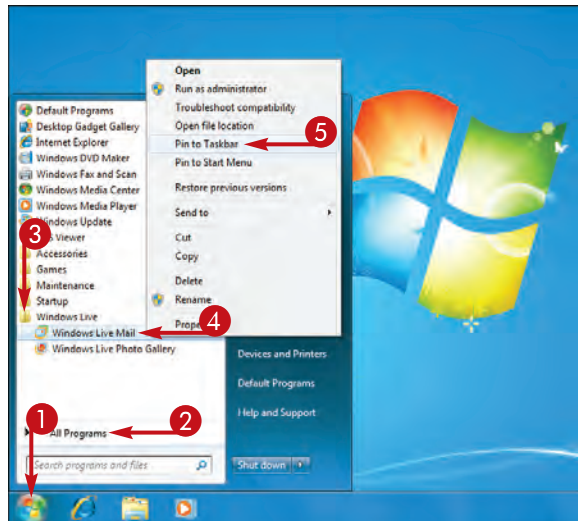 Open
Run as administrator
Troubleshoot compatibility
Open file location
Pin to Taskbar
5
Pin to Start Menu
Restore previous versions
Send to
Cut
Copy
Delete
Rename
Default Programs
Desktop Gadget Gallery
Internet Explorer
Windows DVD Maker
Windows Fax and Scan
Windows Media Center
Windows Media Player
Windows Update
Viewer
3
Accessories
Games
Maintenance
Startup
Windows Live
Windows Live Mail
4
Windows Live Photo Gallery
1
All Programs
2
Search programs and files
Devices and Printers
Default Programs
Help and Support
Shut down